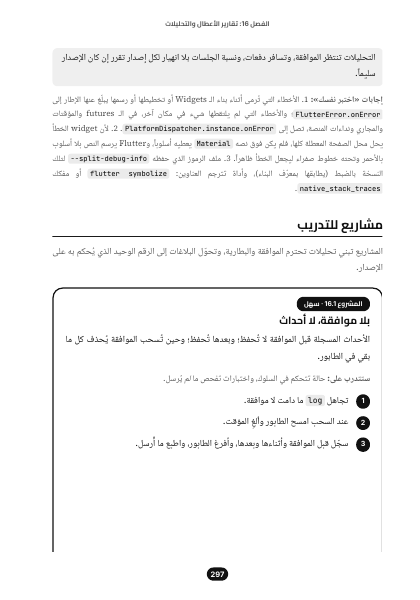 الفصل 16: تقارير الأعطال والتحليلات
التحليلات تنتظر الموافقة، وتسافر دفعات، ونسبة الجلسات بلا انهيار لكل إصدار تقرر إن كان الإصدار
سليماً.
إجابات «اختبر نفسك»: 1. الأخطاء التي تُرمى أثناء بناء الـ Widgets أو تخطيطها أو رسمها يبلّغ عنها الإطار إلى
FlutterError.onError؛ والأخطاء التي لم يلتقطها شيء في مكان آخر، في الـ futures والمؤقتات
والمجاري ونداءات المنصة، تصل إلى PlatformDispatcher.instance.onError. 2. لأن widget الخطأ
يحل محل الصفحة المعطلة كلها، فلم يكن فوق نصه Material يعطيه أسلوباً، وFlutter يرسم النص بلا أسلوب
بالأحمر وتحته خطوط صفراء ليجعل الخطأ ظاهراً. 3. ملف الرموز الذي حفظه --split-debug-info لتلك
النسخة بالضبط (يطابقها بمعرّف البناء)، وأداة تُترجم العناوين: flutter symbolize أو مفكك
native_stack_traces.
مشاريع للتدريب
المشاريع تبني تحليلات تحترم الموافقة والبطارية، وتحوّل البلاغات إلى الرقم الوحيد الذي يُحكم به على
الإصدار.
المشروع 16.1 · سهل
بلا موافقة، لا أحداث
الأحداث المسجلة قبل الموافقة لا تُحفظ؛ وبعدها تُحفظ؛ وحين تُسحب الموافقة يُحذف كل ما
بقي في الطابور.
ستتدرب على: حالة تتحكم في السلوك، واختبارات تفحص ما لم يُرسل.
1 تجاهل log ما دامت لا موافقة.
2 عند السحب امسح الطابور وألغِ المؤقت.
3 سجّل قبل الموافقة وأثناءها وبعدها، وأفرغ الطابور، واطبع ما أُرسل.
297